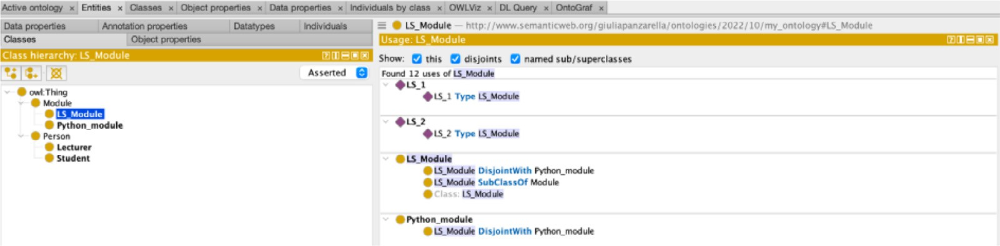 Active ontology × Entities × Classes × Object properties × Data properties × Individuals by class × OWLViz × DL Query × OntoGraf ×
Data properties Annotation properties Datatypes Individuals
Classes Object properties
Class hierarchy: LS_Module
Asserted
owl:Thing
Module
LS_Module
Python_module
Person
Lecturer
Student
LS_Module — http://www.semanticweb.org/giuliapanzarella/ontologies/2022/10/my_ontology#LS_Module
Usage: LS_Module
Show: this disjoints named sub/superclasses
Found 12 uses of LS_Module
LS_1
LS_1 Type LS_Module
LS_2
LS_2 Type LS_Module
LS_Module
LS_Module DisjointWith Python_module
LS_Module SubClassOf Module
Class: LS_Module
Python_module
LS_Module DisjointWith Python_module